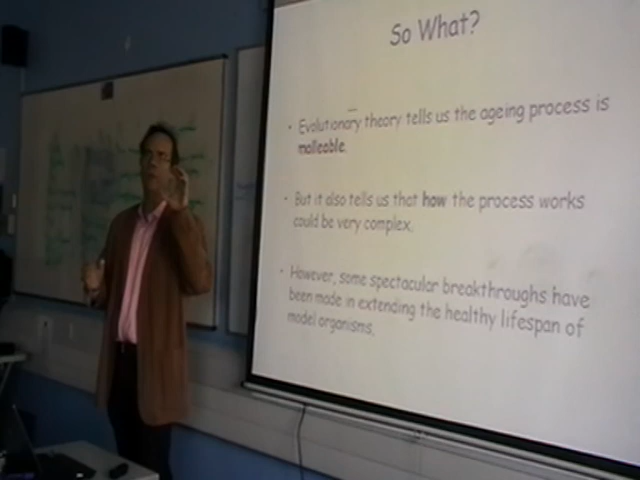 So What?
• Evolutionary theory tells us the ageing process is
malleable.
• But it also tells us that how the process works
could be very complex.
• However, some spectacular breakthroughs have
been made in extending the healthy lifespan of
model organisms.